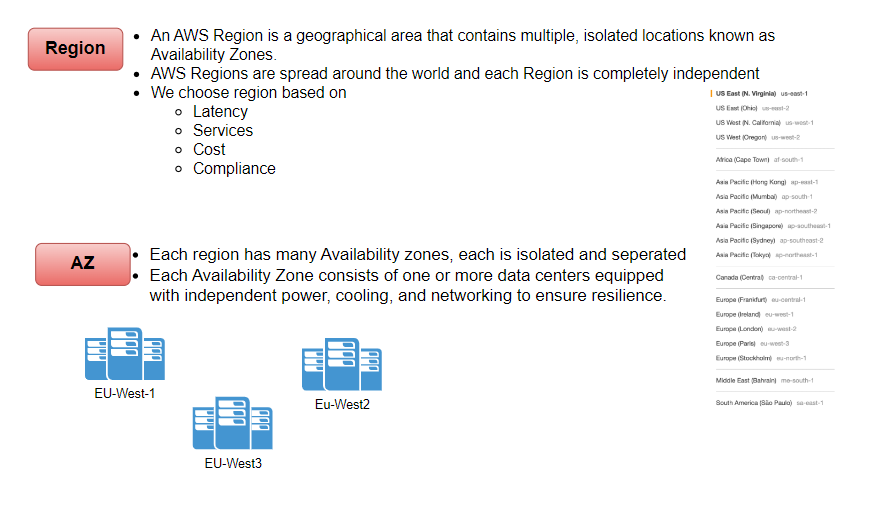 Region
An AWS Region is a geographical area that contains multiple, isolated locations known as
Availability Zones.
AWS Regions are spread around the world and each Region is completely independent
We choose region based on
Latency
Services
Cost
Compliance
US East (N. Virginia) us-east-1
US East (Ohio) us-east-2
US West (N. California) us-west-1
US West (Oregon) us-west-2
Africa (Cape Town) af-south-1
Asia Pacific (Hong Kong) ap-east-1
Asia Pacific (Mumbai) ap-south-1
Asia Pacific (Seoul) ap-northeast-2
Asia Pacific (Singapore) ap-southeast-1
Asia Pacific (Sydney) ap-southeast-2
Asia Pacific (Tokyo) ap-northeast-1
Canada (Central) ca-central-1
Europe (Frankfurt) eu-central-1
Europe (Ireland) eu-west-1
Europe (London) eu-west-2
Europe (Paris) eu-west-3
Europe (Stockholm) eu-north-1
Middle East (Bahrain) me-south-1
South America (São Paulo) sa-east-1
AZ
Each region has many Availability zones, each is isolated and seperated
Each Availability Zone consists of one or more data centers equipped
with independent power, cooling, and networking to ensure resilience.
EU-West-1
Eu-West2
EU-West3